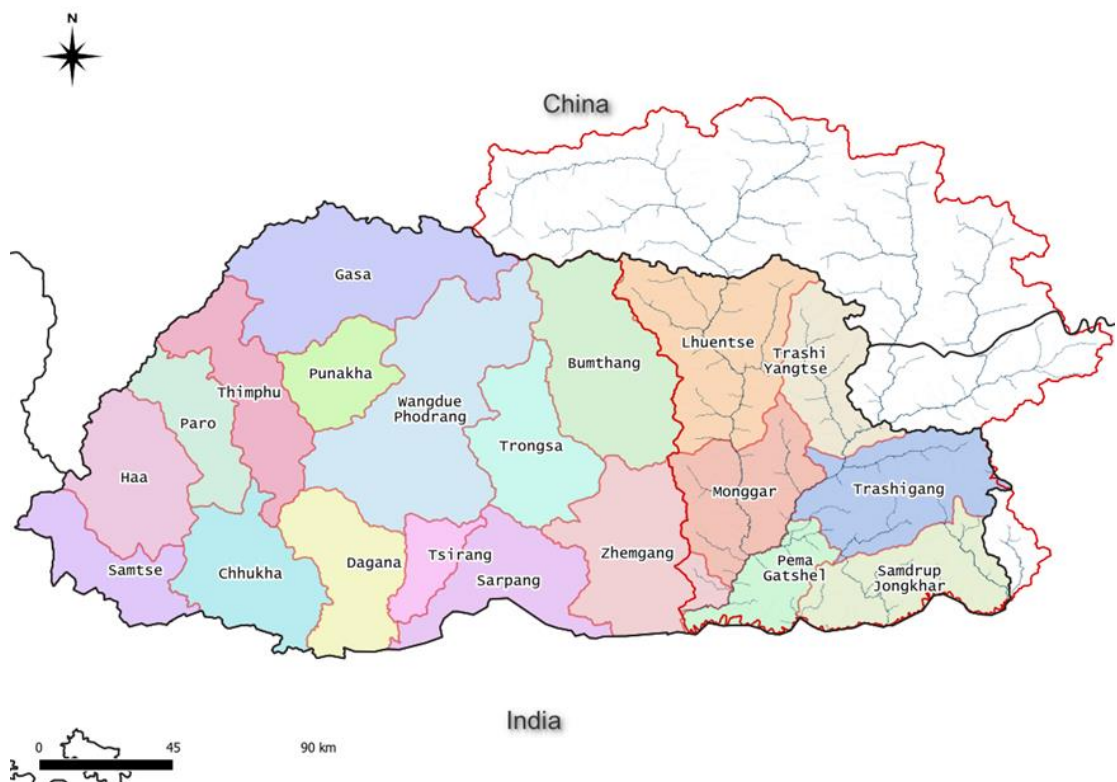 N
China
Gasa
Lhuentse
Trashi
Yangtse
Bumthang
Punakha
Thimphu
Wangdue
Phodrang
Paro
Trongsa
Haa
Monggar
Trashigang
Zhemgang
Tsirang
Dagana
Chhukha
Samtse
Sarpang
Pema
Gatshel
Samdrup
Jongkhar
India
0 45 90 km